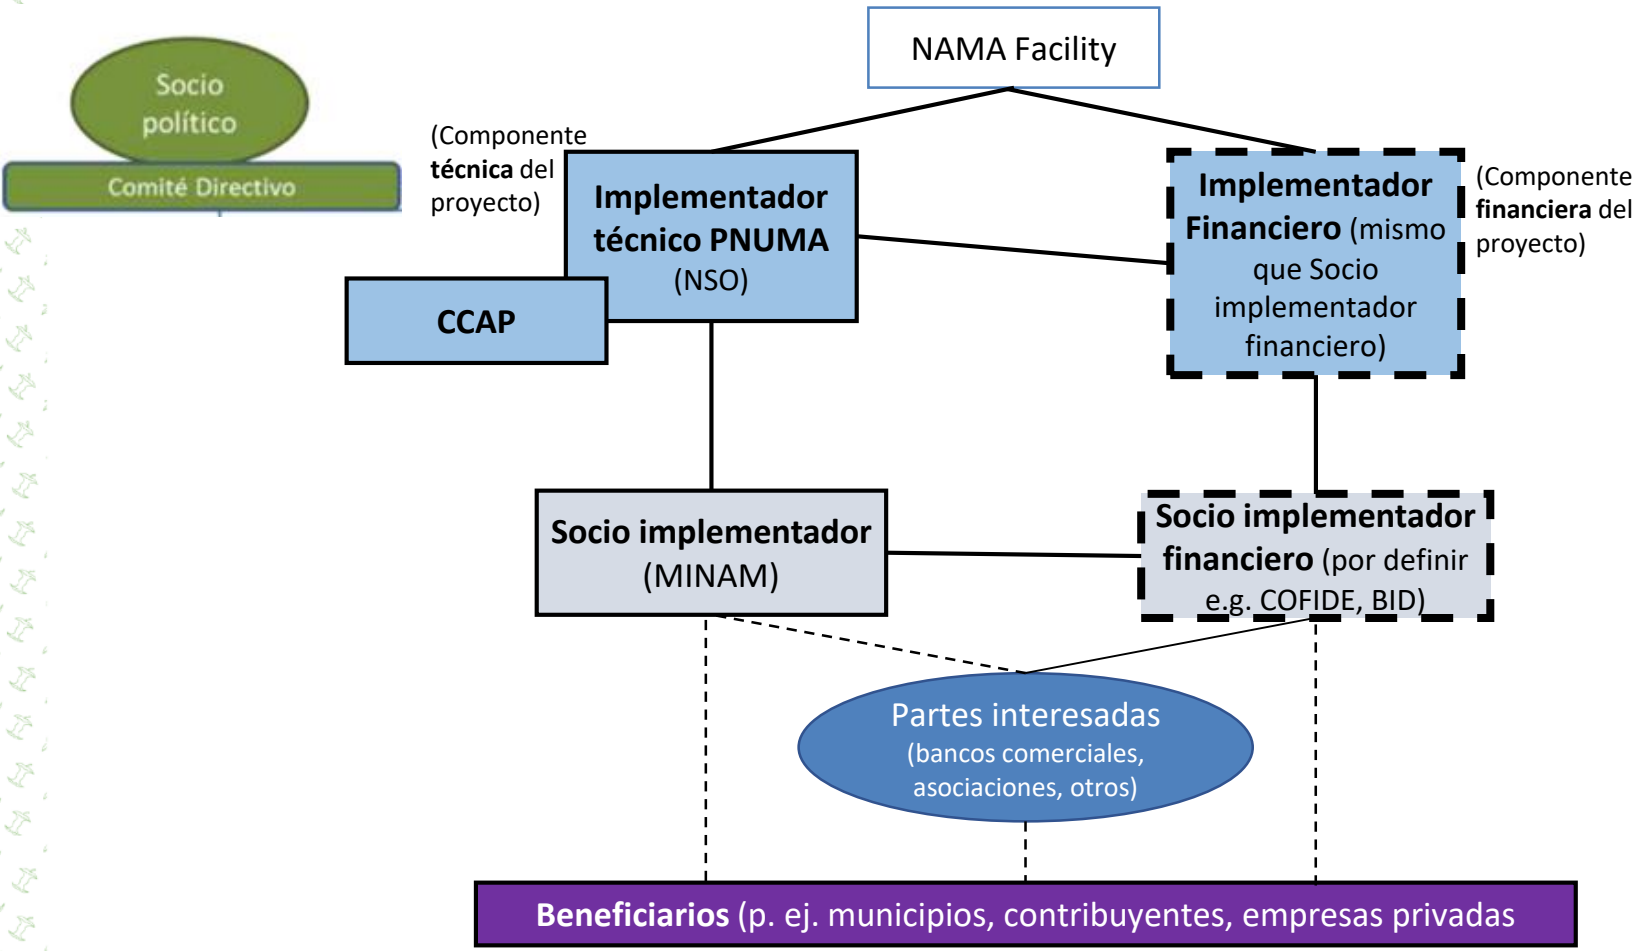 NAMA Facility
Socio
político
Comité Directivo
(Componente
técnica del
proyecto)
Implementador
técnico PNUMA
(NSO)
CCAP
Implementador
Financiero (mismo
que Socio
implementador
financiero)
(Componente
financiera del
proyecto)
Socio implementador
(MINAM)
Socio implementador
financiero (por definir
e.g. COFIDE, BID)
Partes interesadas
(bancos comerciales,
asociaciones, otros)
Beneficiarios (p. ej. municipios, contribuyentes, empresas privadas